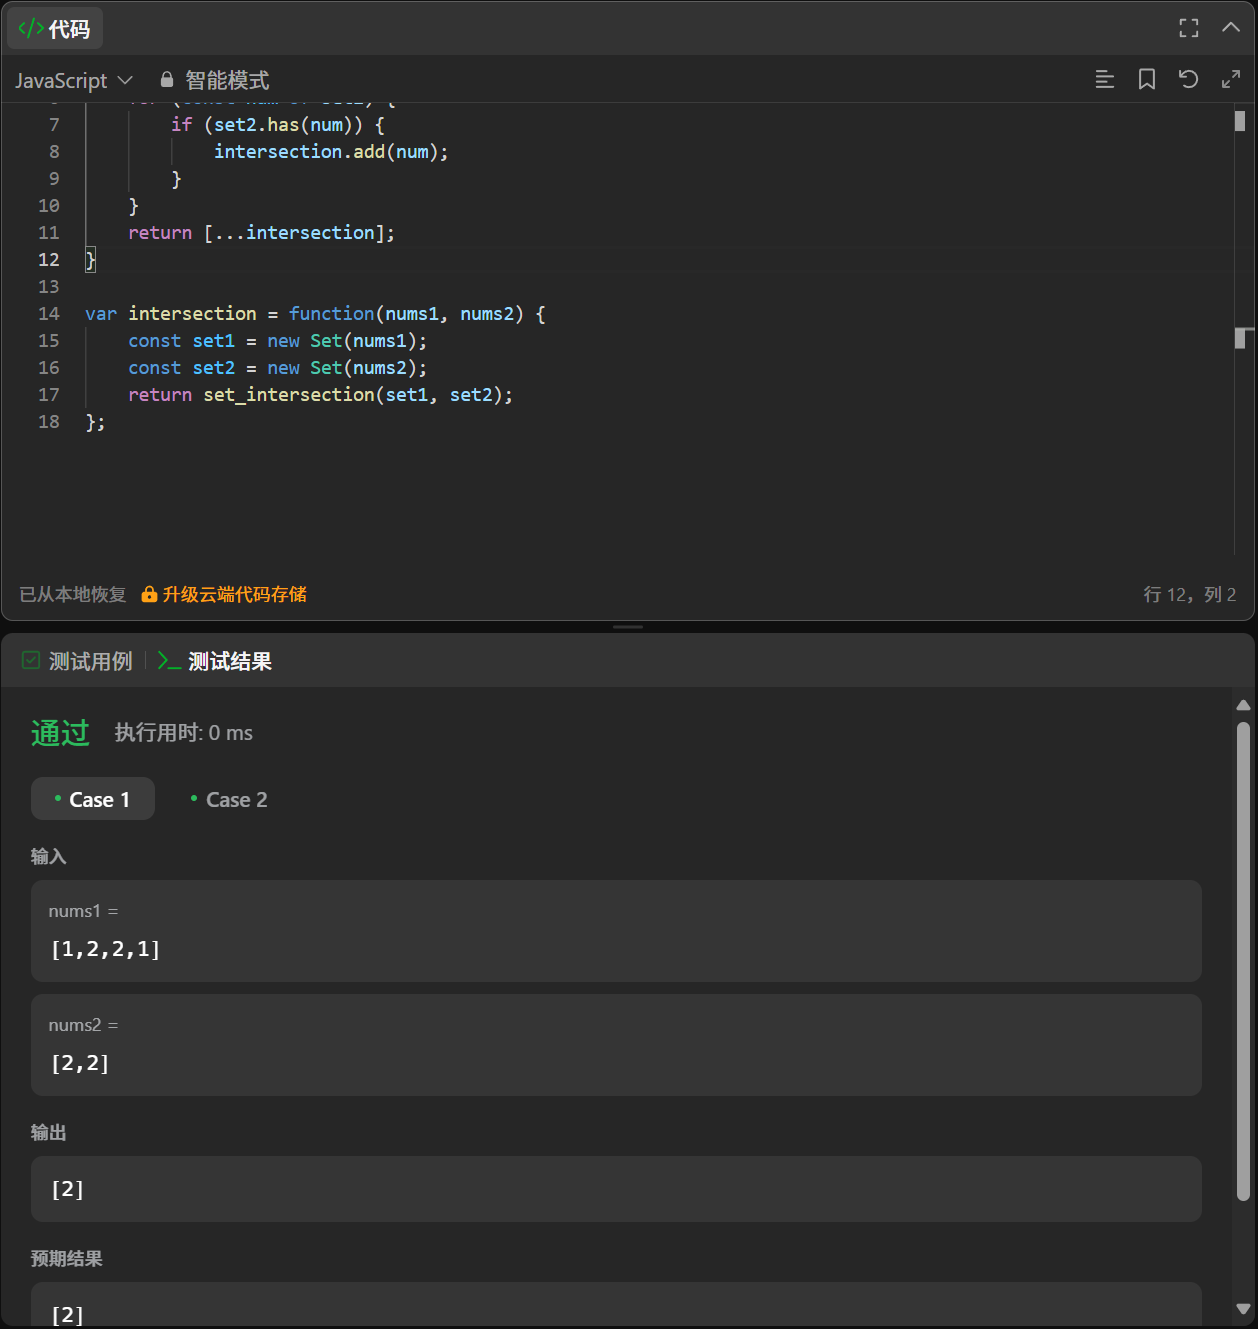 </> 代码
JavaScript 智能模式
7 if (set2.has(num)) {
8 intersection.add(num);
9 }
10 }
11 return [...intersection];
12 }
13
14 var intersection = function(nums1, nums2) {
15 const set1 = new Set(nums1);
16 const set2 = new Set(nums2);
17 return set_intersection(set1, set2);
18 };
已从本地恢复 升级云端代码存储 行 12，列 2
测试用例 >_ 测试结果
通过 执行用时: 0 ms
Case 1 Case 2
输入
nums1 =
[1,2,2,1]
nums2 =
[2,2]
输出
[2]
预期结果
[2]